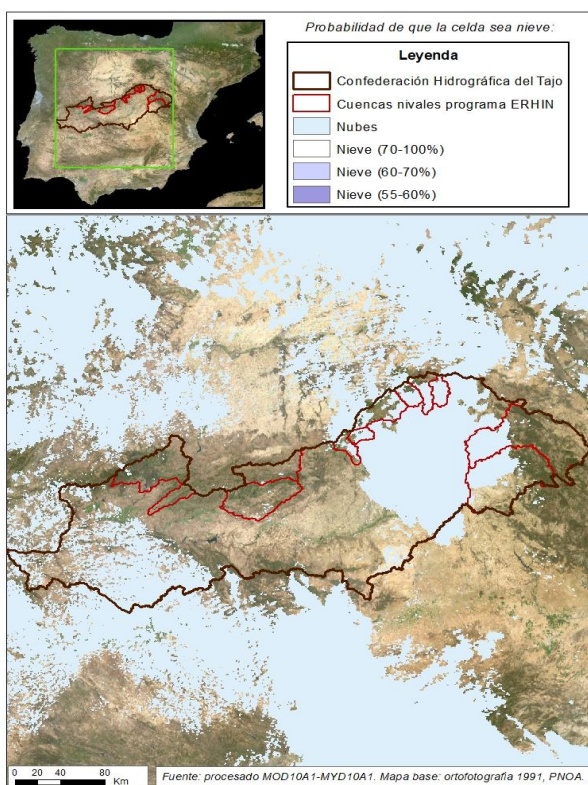 Probabilidad de que la celda sea nieve:
Leyenda
Confederación Hidrográfica del Tajo
Cuencas nivales programa ERHIN
Nubes
Nieve (70-100%)
Nieve (60-70%)
Nieve (55-60%)
0 20 40 80
Km
Fuente: procesado MOD10A1-MYD10A1. Mapa base: ortofotografia 1991, PNOA.